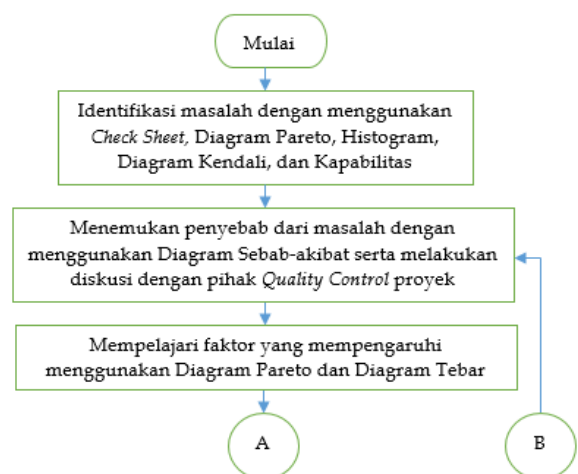 Mulai
Identifikasi masalah dengan menggunakan
Check Sheet, Diagram Pareto, Histogram,
Diagram Kendali, dan Kapabilitas
Menemukan penyebab dari masalah dengan
menggunakan Diagram Sebab-akibat serta melakukan
diskusi dengan pihak Quality Control proyek
Mempelajari faktor yang mempengaruhi
menggunakan Diagram Pareto dan Diagram Tebar
A
B